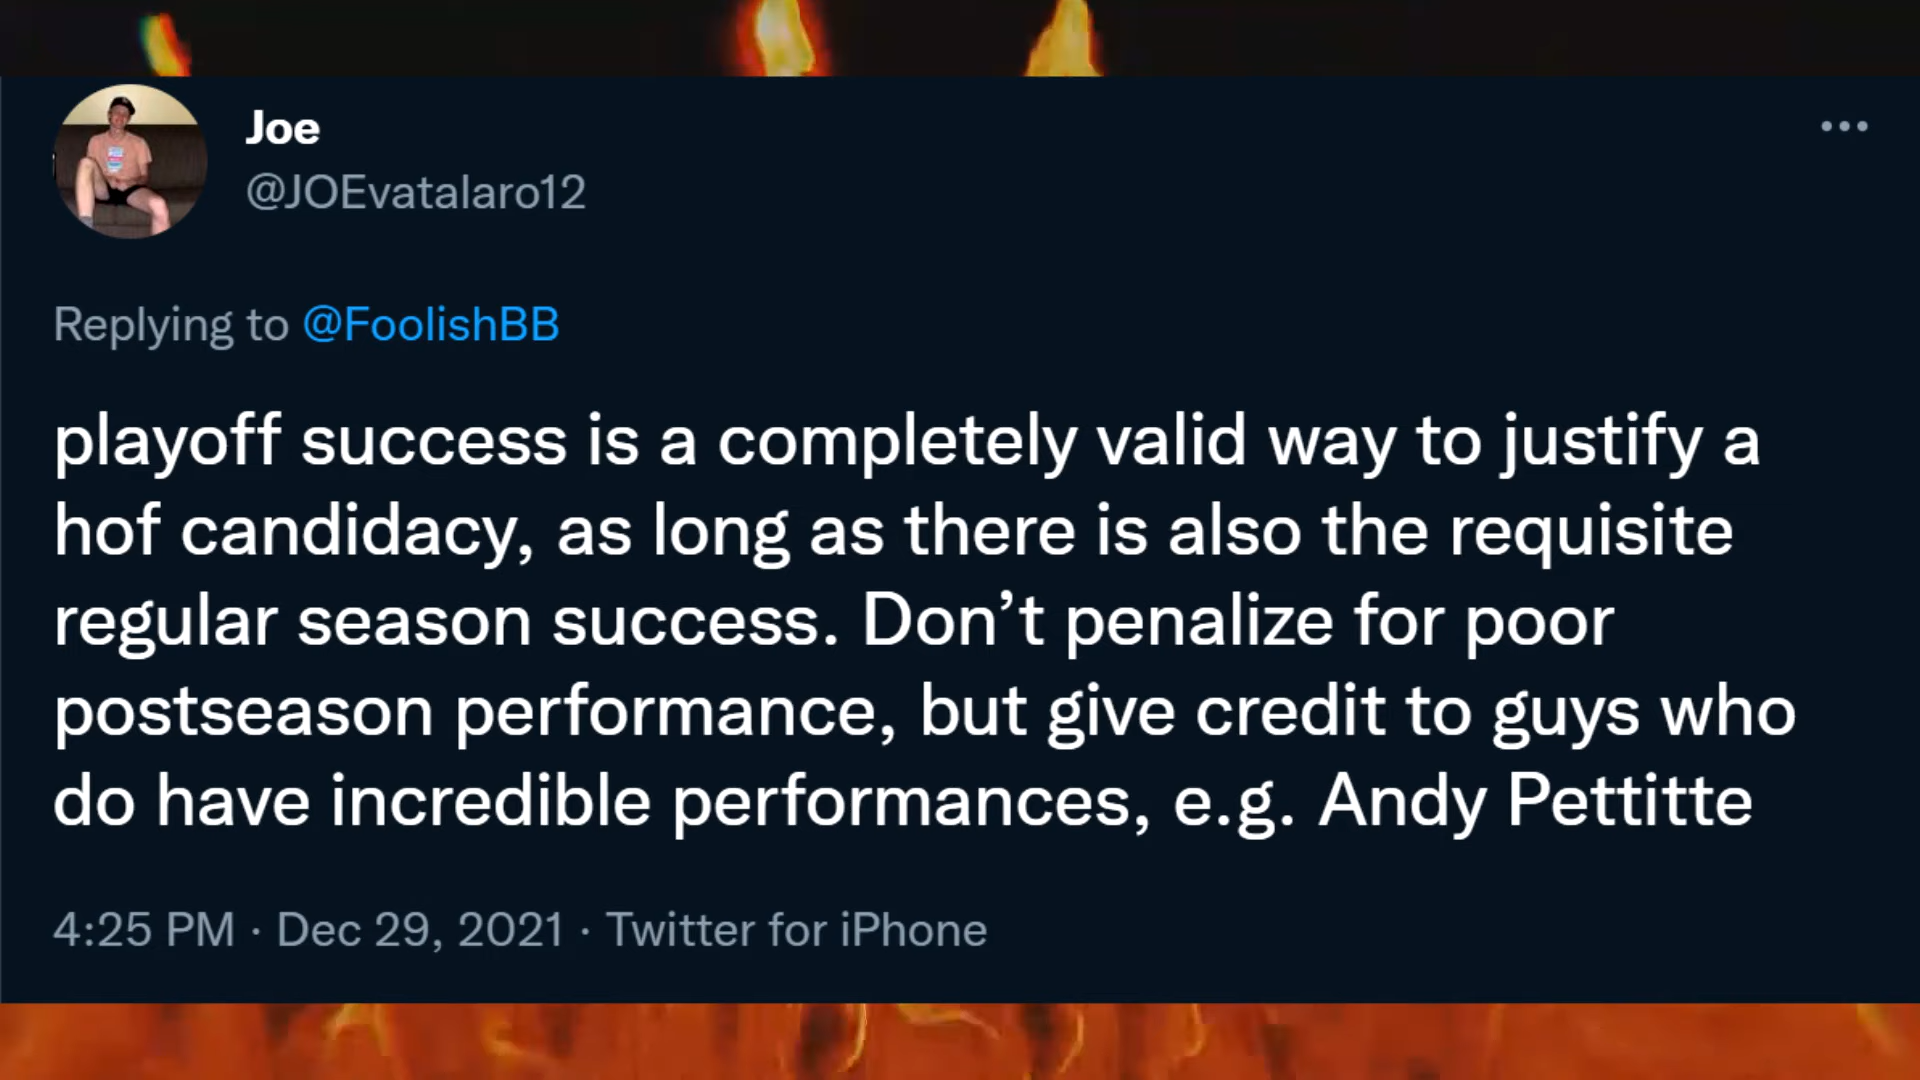 Joe
@JOEvatalaro12
Replying to @FoolishBB
playoff success is a completely valid way to justify a
hof candidacy, as long as there is also the requisite
regular season success. Don’t penalize for poor
postseason performance, but give credit to guys who
do have incredible performances, e.g. Andy Pettitte
4:25 PM · Dec 29, 2021 · Twitter for iPhone